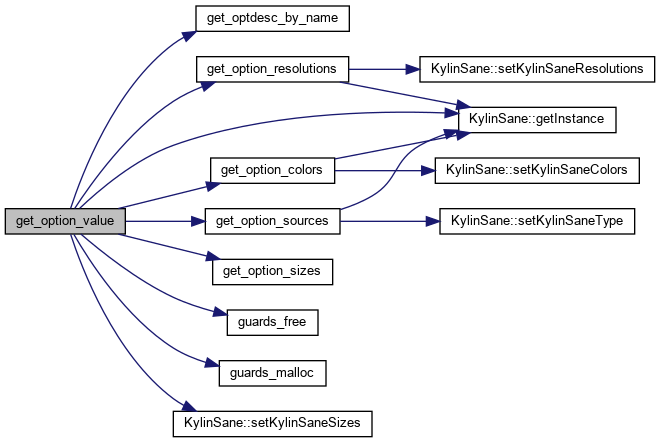 get_optdesc_by_name
get_option_resolutions
KylinSane::setKylinSaneResolutions
KylinSane::getInstance
get_option_colors
KylinSane::setKylinSaneColors
get_option_value
get_option_sources
KylinSane::setKylinSaneType
get_option_sizes
guards_free
guards_malloc
KylinSane::setKylinSaneSizes